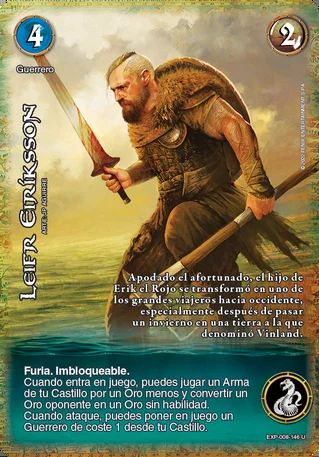 4
2
Guerrero
LEIFR EIRÍKSSON
ARTE: JP AGUIRRE
Apodado el afortunado, el hijo de
Erik el Rojo se transformó en uno de
los grandes viajeros hacia occidente,
especialmente después de pasar
un invierno en una tierra a la que
denominó Vinland.
Furia. Imbloqueable.
Cuando entra en juego, puedes jugar un Arma
de tu Castillo por un Oro menos y convertir un
Oro oponente en un Oro sin habilidad.
Cuando ataque, puedes poner en juego un
Guerrero de coste 1 desde tu Castillo.
EXP-008-146 U